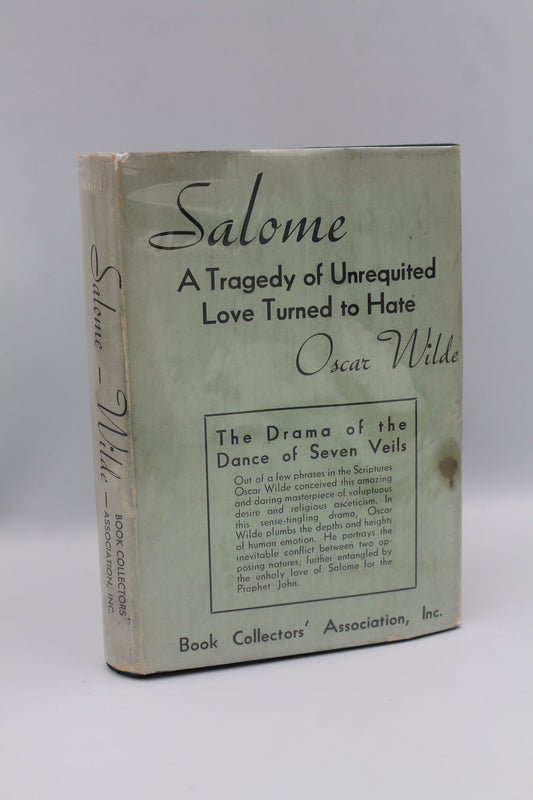 Salome
A Tragedy of Unrequited
Love Turned to Hate
Oscar Wilde
The Drama of the
Dance of Seven Veils
Out of a few phrases in the Scriptures
Oscar Wilde conceived this amazing
and daring masterpiece of voluptuous
desire and religious asceticism. In
this sense-tingling drama, Oscar
Wilde plumbs the depths and heights
of human emotion. He portrays the
inevitable conflict between two op-
posing natures; further entangled by
the unholy love of Salome for the
Prophet John.
Book Collectors' Association, Inc.
Salome – Wilde –
BOOK COLLECTORS'
ASSOCIATION, INC.